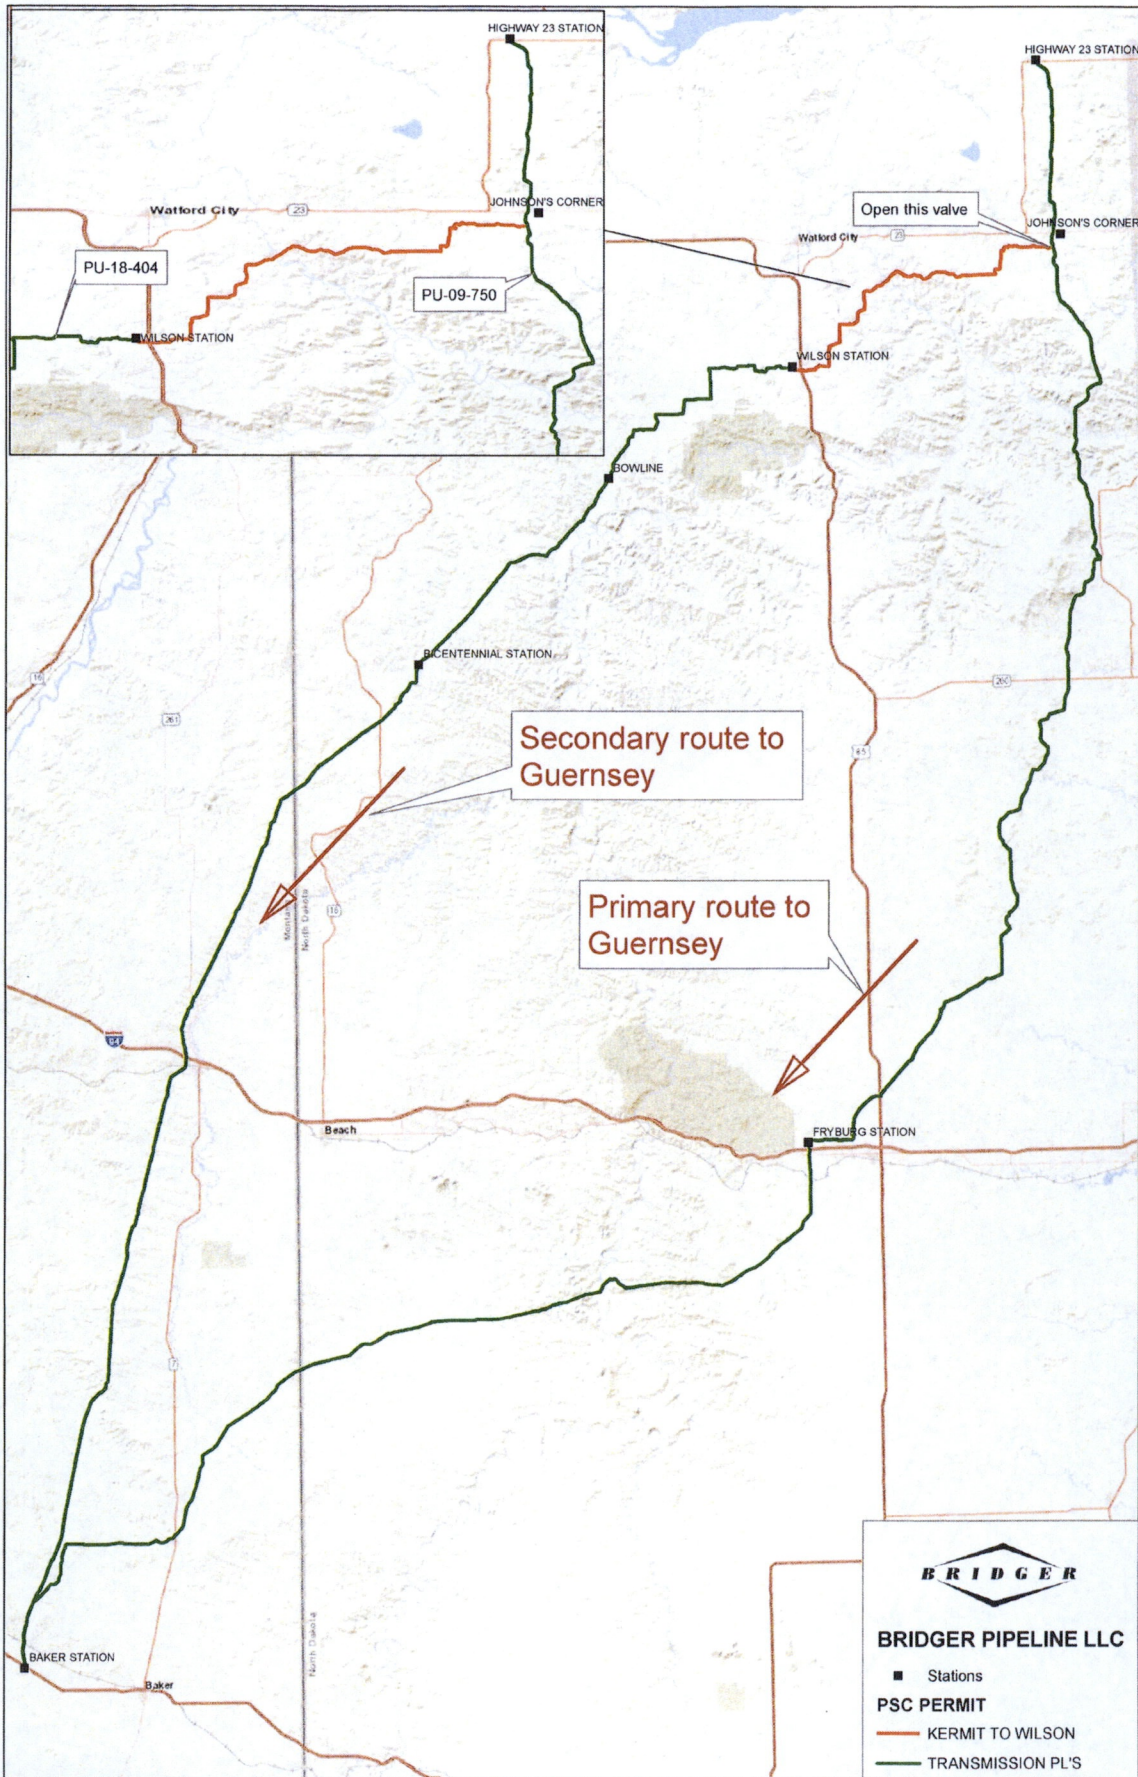 HIGHWAY 23 STATION
Watford City
23
JOHNSON'S CORNER
PU-18-404
PU-09-750
WILSON STATION
HIGHWAY 23 STATION
Open this valve
JOHNSON'S CORNER
Watford City
23
WILSON STATION
BOWLINE
BICENTENNIAL STATION
16
261
200
85
Secondary route to
Guernsey
Primary route to
Guernsey
Montana
North Dakota
16
94
Beach
FRYBURG STATION
7
North Dakota
BAKER STATION
Baker
BRIDGER
BRIDGER PIPELINE LLC
Stations
PSC PERMIT
KERMIT TO WILSON
TRANSMISSION PL'S